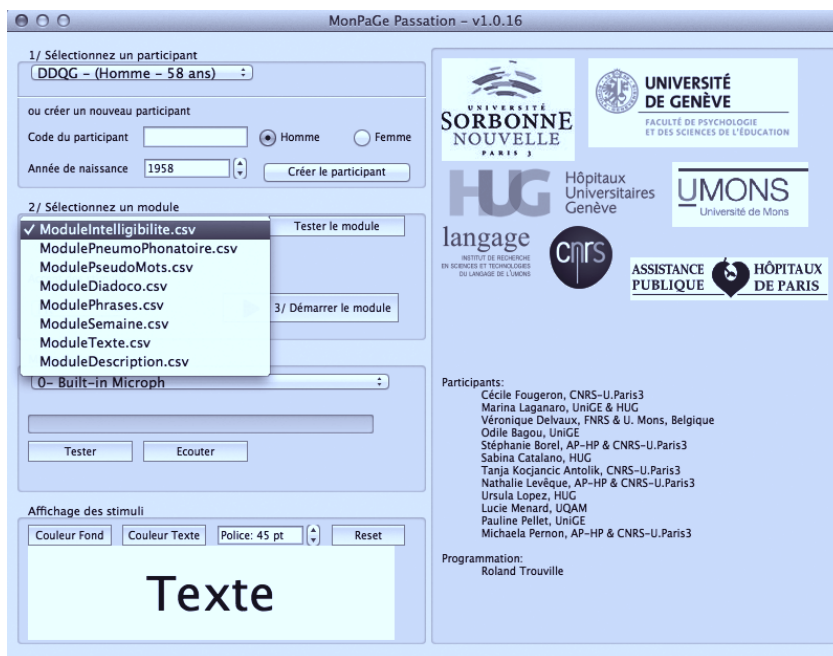 MonPaGe Passation - v1.0.16
1/ Sélectionnez un participant
DDQG - (Homme - 58 ans)
ou créer un nouveau participant
Code du participant
Homme
Femme
Année de naissance
1958
Créer le participant
2/ Sélectionnez un module
✓ ModuleIntelligibilite.csv
Tester le module
ModulePneumoPhonatoire.csv
ModulePseudoMots.csv
ModuleDiadoco.csv
ModulePhrases.csv
3/ Démarrer le module
ModuleSemaine.csv
ModuleTexte.csv
ModuleDescription.csv
0- Built-in Microph
Tester
Ecouter
Affichage des stimuli
Couleur Fond
Couleur Texte
Police: 45 pt
Reset
Texte
UNIVERSITÉ
SORBONNE
NOUVELLE
PARIS 3
UNIVERSITÉ
DE GENÈVE
FACULTÉ DE PSYCHOLOGIE
ET DES SCIENCES DE L'ÉDUCATION
HUG
Hôpitaux
Universitaires
Genève
UMONS
Université de Mons
langage
INSTITUT DE RECHERCHE
EN SCIENCES ET TECHNOLOGIES
DU LANGAGE DE L'UMONS
cnrs
ASSISTANCE
PUBLIQUE
HÔPITAUX
DE PARIS
Participants:
Cécile Fougeron, CNRS-U.Paris3
Marina Laganaro, UniGE & HUG
Véronique Delvaux, FNRS & U. Mons, Belgique
Odile Bagou, UniGE
Stéphanie Borel, AP-HP & CNRS-U.Paris3
Sabina Catalano, HUG
Tanja Kocjancic Antolik, CNRS-U.Paris3
Nathalie Levêque, AP-HP & CNRS-U.Paris3
Ursula Lopez, HUG
Lucie Menard, UQAM
Pauline Pellet, UniGE
Michaela Pernon, AP-HP & CNRS-U.Paris3
Programmation:
Roland Trouville